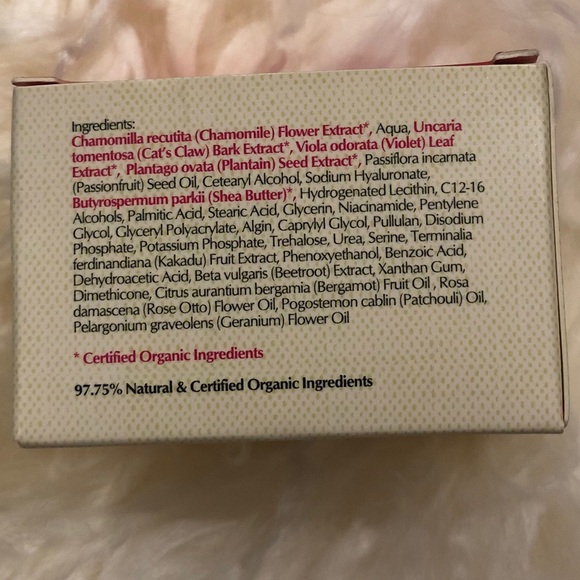 Ingredients:
Chamomilla recutita (Chamomile) Flower Extract*, Aqua, Uncaria
tomentosa (Cat's Claw) Bark Extract*, Viola odorata (Violet) Leaf
Extract*, Plantago ovata (Plantain) Seed Extract*, Passiflora incarnata
(Passionfruit) Seed Oil, Cetearyl Alcohol, Sodium Hyaluronate,
Butyrospermum parkii (Shea Butter)*, Hydrogenated Lecithin, C12-16
Alcohols, Palmitic Acid, Stearic Acid, Glycerin, Niacinamide, Pentylene
Glycol, Glyceryl Polyacrylate, Algin, Caprylyl Glycol, Pullulan, Disodium
Phosphate, Potassium Phosphate, Trehalose, Urea, Serine, Terminalia
ferdinandiana (Kakadu) Fruit Extract, Phenoxyethanol, Benzoic Acid,
Dehydroacetic Acid, Beta vulgaris (Beetroot) Extract, Xanthan Gum,
Dimethicone, Citrus aurantium bergamia (Bergamot) Fruit Oil , Rosa
damascena (Rose Otto) Flower Oil, Pogostemon cablin (Patchouli) Oil,
Pelargonium graveolens (Geranium) Flower Oil
* Certified Organic Ingredients
97.75% Natural & Certified Organic Ingredients